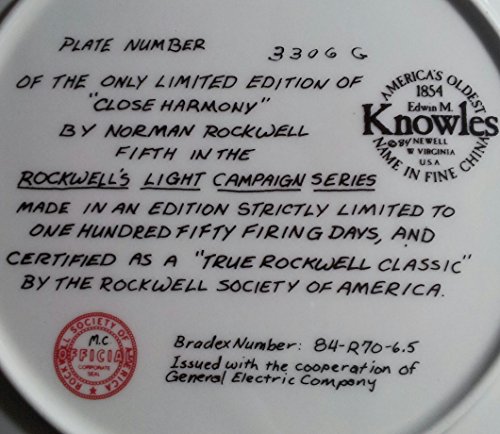 PLATE NUMBER 3306 G
OF THE ONLY LIMITED EDITION OF
"CLOSE HARMONY"
BY NORMAN ROCKWELL
FIFTH IN THE
ROCKWELL'S LIGHT CAMPAIGN SERIES
MADE IN AN EDITION STRICTLY LIMITED TO
ONE HUNDRED FIFTY FIRING DAYS, AND
CERTIFIED AS A "TRUE ROCKWELL CLASSIC"
BY THE ROCKWELL SOCIETY OF AMERICA.
AMERICA'S OLDEST
1854
Edwin M.
Knowles
©84 NEWELL
W VIRGINIA
U.S.A
NAME IN FINE CHINA
ROCKWELL SOCIETY OF AMERICA
M.C
OFFICIAL
CORPORATE
SEAL
Bradex Number: 84-R70-6.5
Issued with the cooperation of
General Electric Company